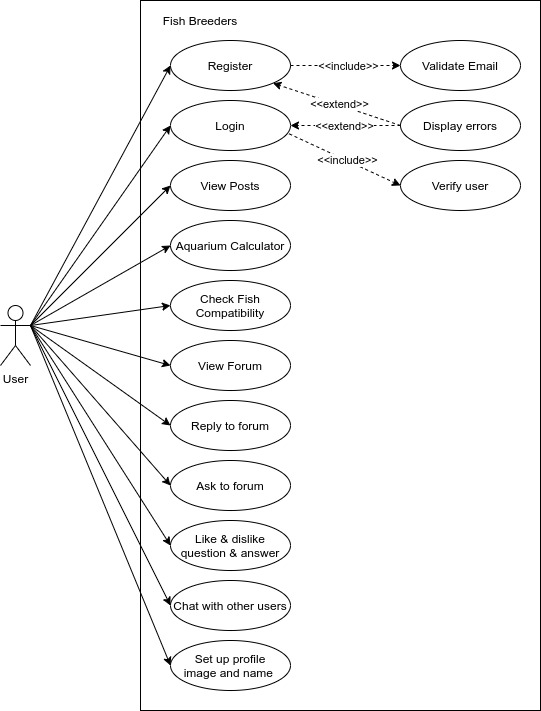 Fish Breeders
Register
<<include>>
Validate Email
<<extend>>
Login
<<extend>>
Display errors
<<include>>
View Posts
Verify user
Aquarium Calculator
Check Fish
Compatibility
User
View Forum
Reply to forum
Ask to forum
Like & dislike
question & answer
Chat with other users
Set up profile
image and name